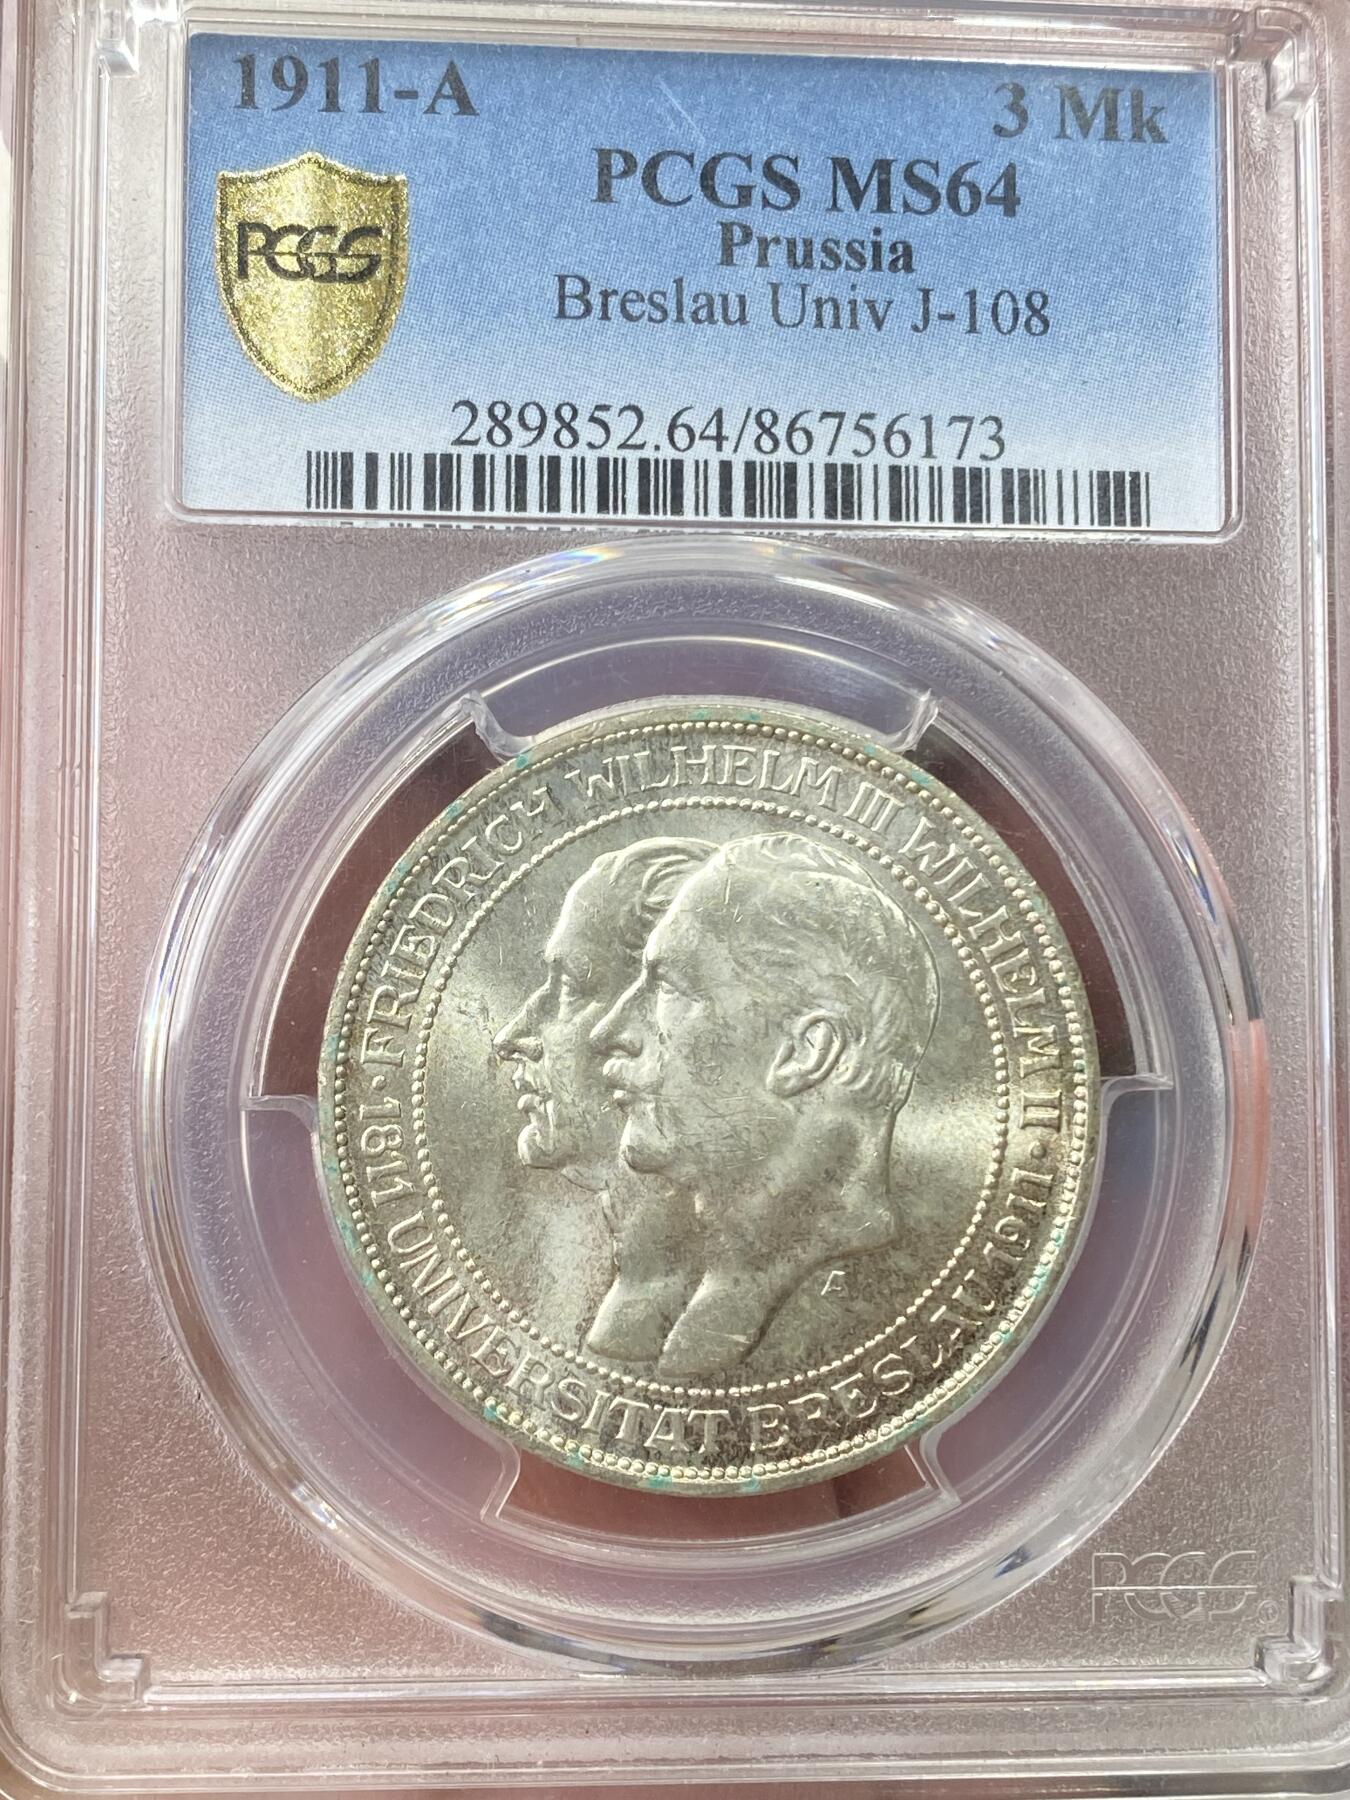 1911-A
3 Mk
PCGS MS64
Prussia
Breslau Univ J-108
289852.64/86756173
PCGS
FRIEDRICH WILHELM III WILHELM II · 1911 ·
1811 UNIVERSITÄT BRESLAU
A
PCGS